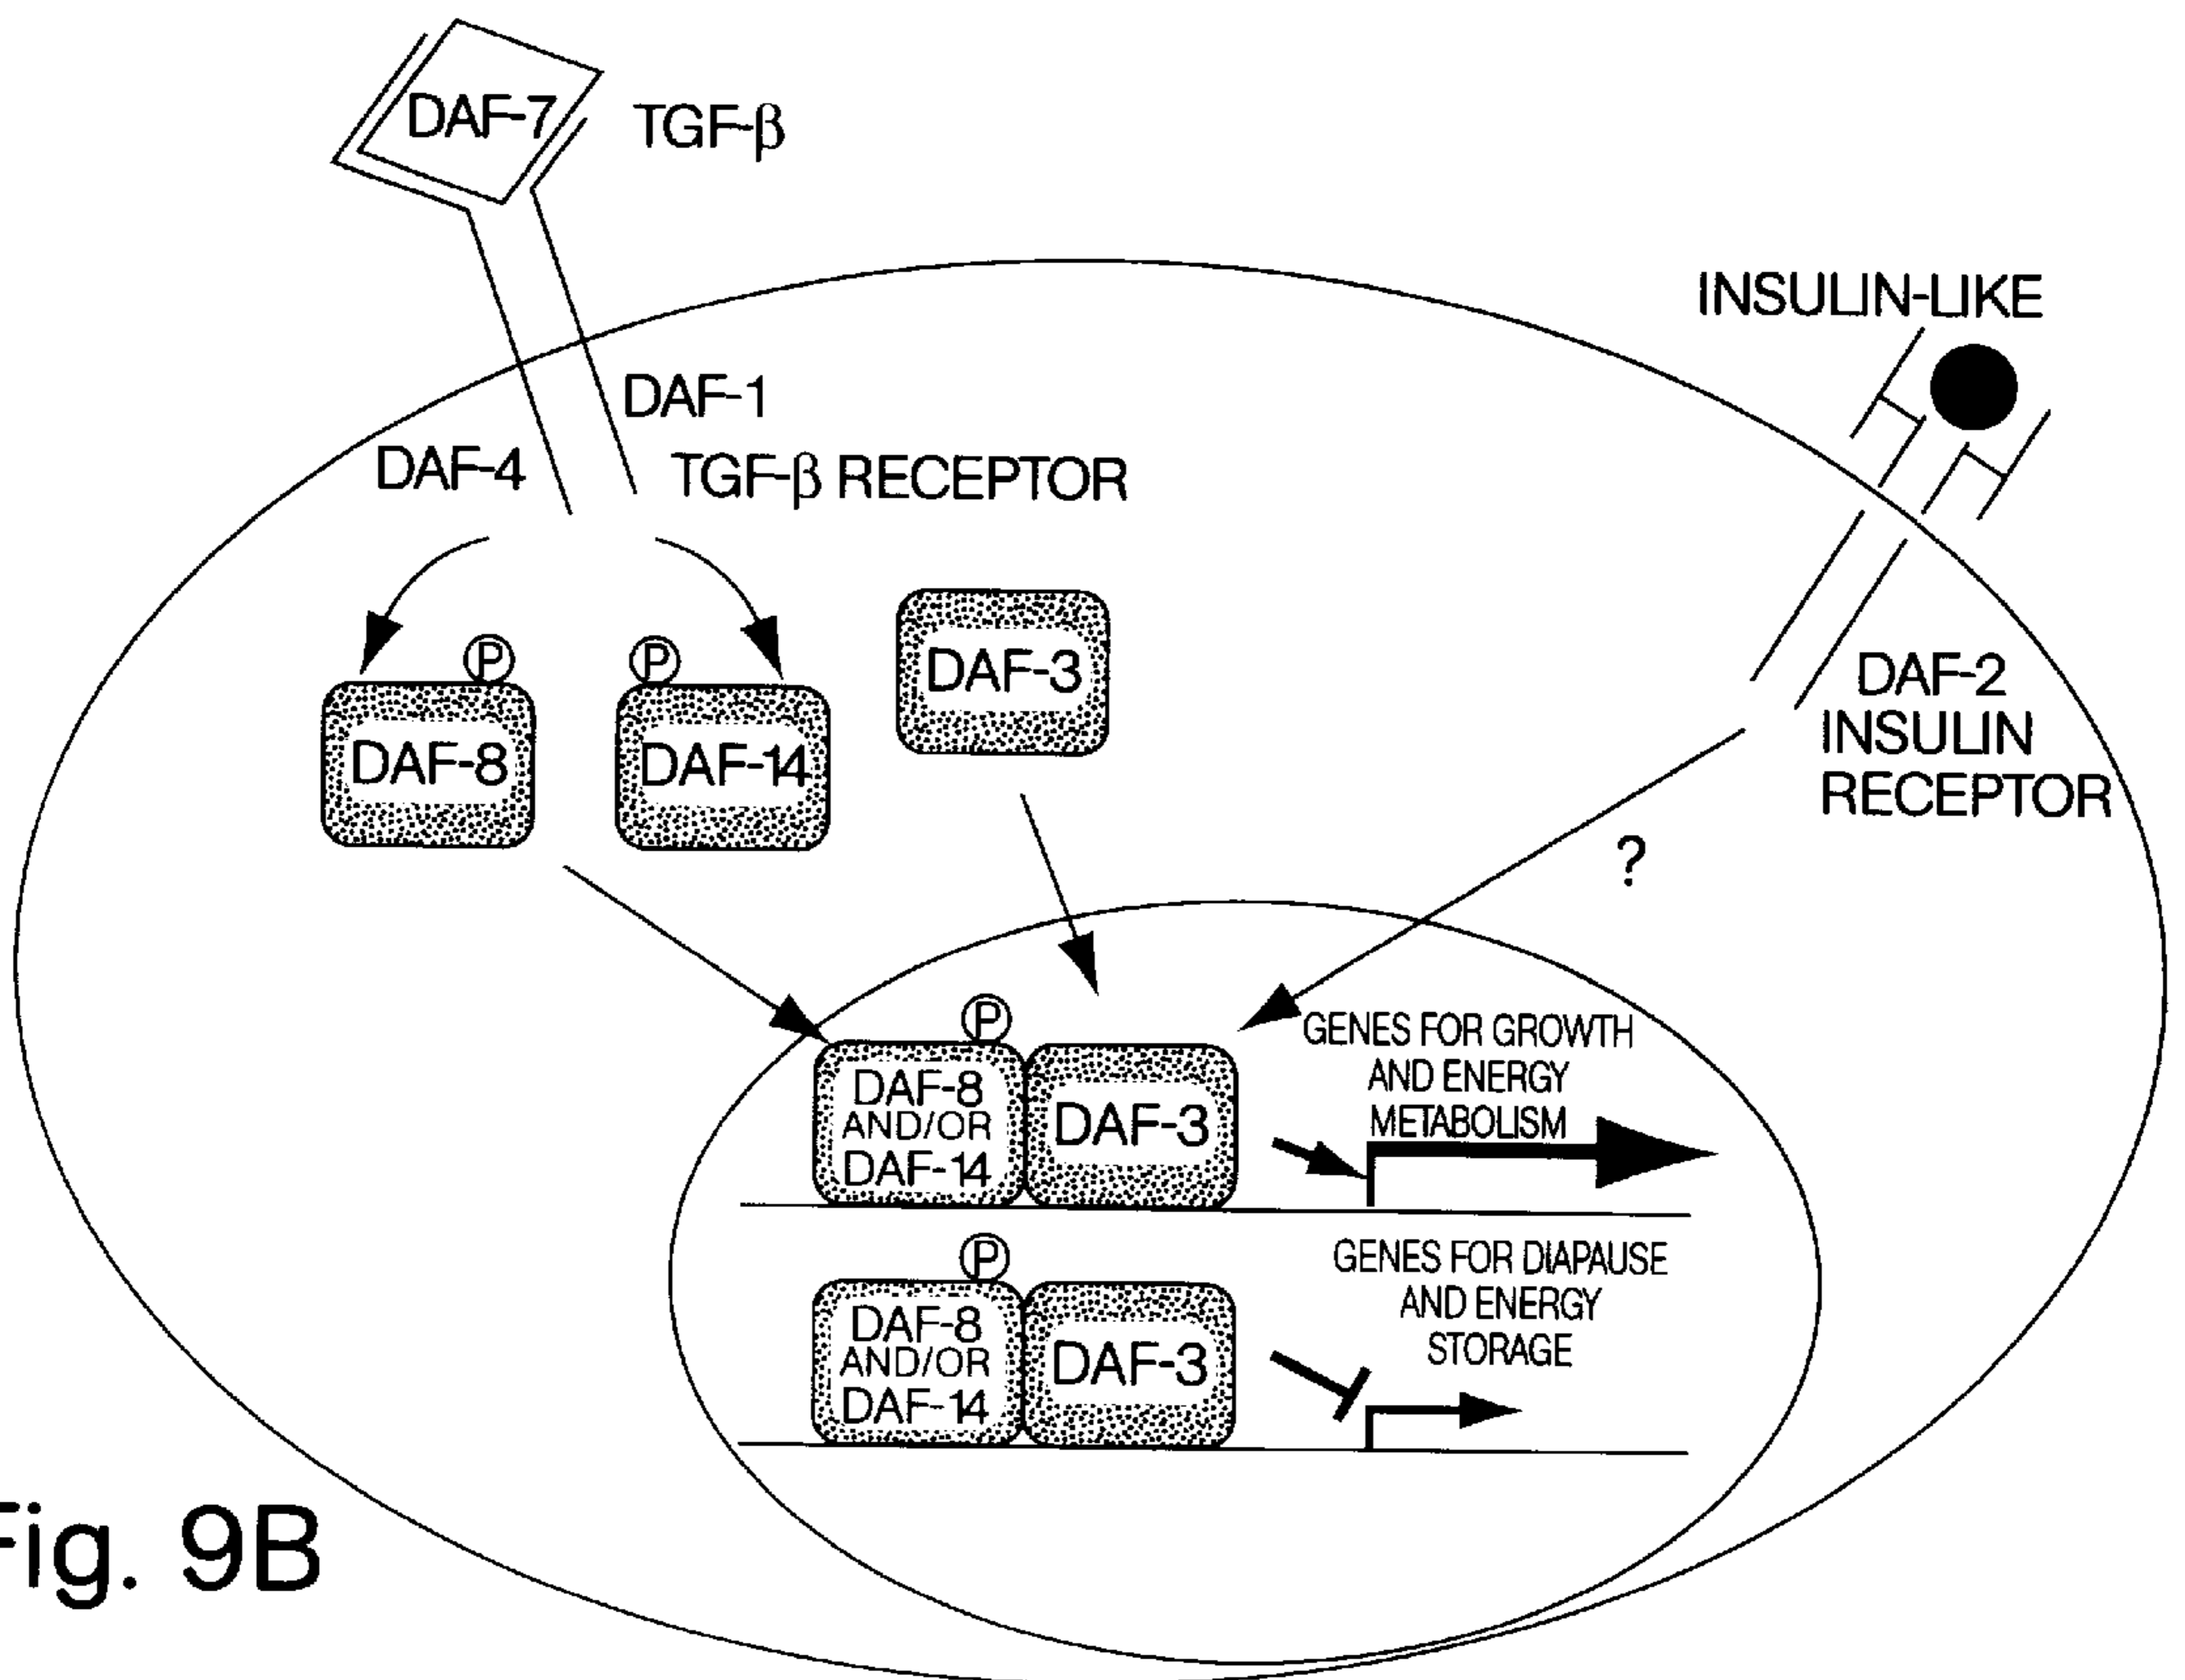 DAF-7
TGF-β
INSULIN-LIKE
DAF-1
DAF-4
TGF-β RECEPTOR
P
P
DAF-3
DAF-8
DAF-14
DAF-2
INSULIN
RECEPTOR
?
P
GENES FOR GROWTH
AND ENERGY
METABOLISM
DAF-8
AND/OR
DAF-14
DAF-3
P
GENES FOR DIAPAUSE
AND ENERGY
STORAGE
DAF-8
AND/OR
DAF-14
DAF-3
Fig. 9B